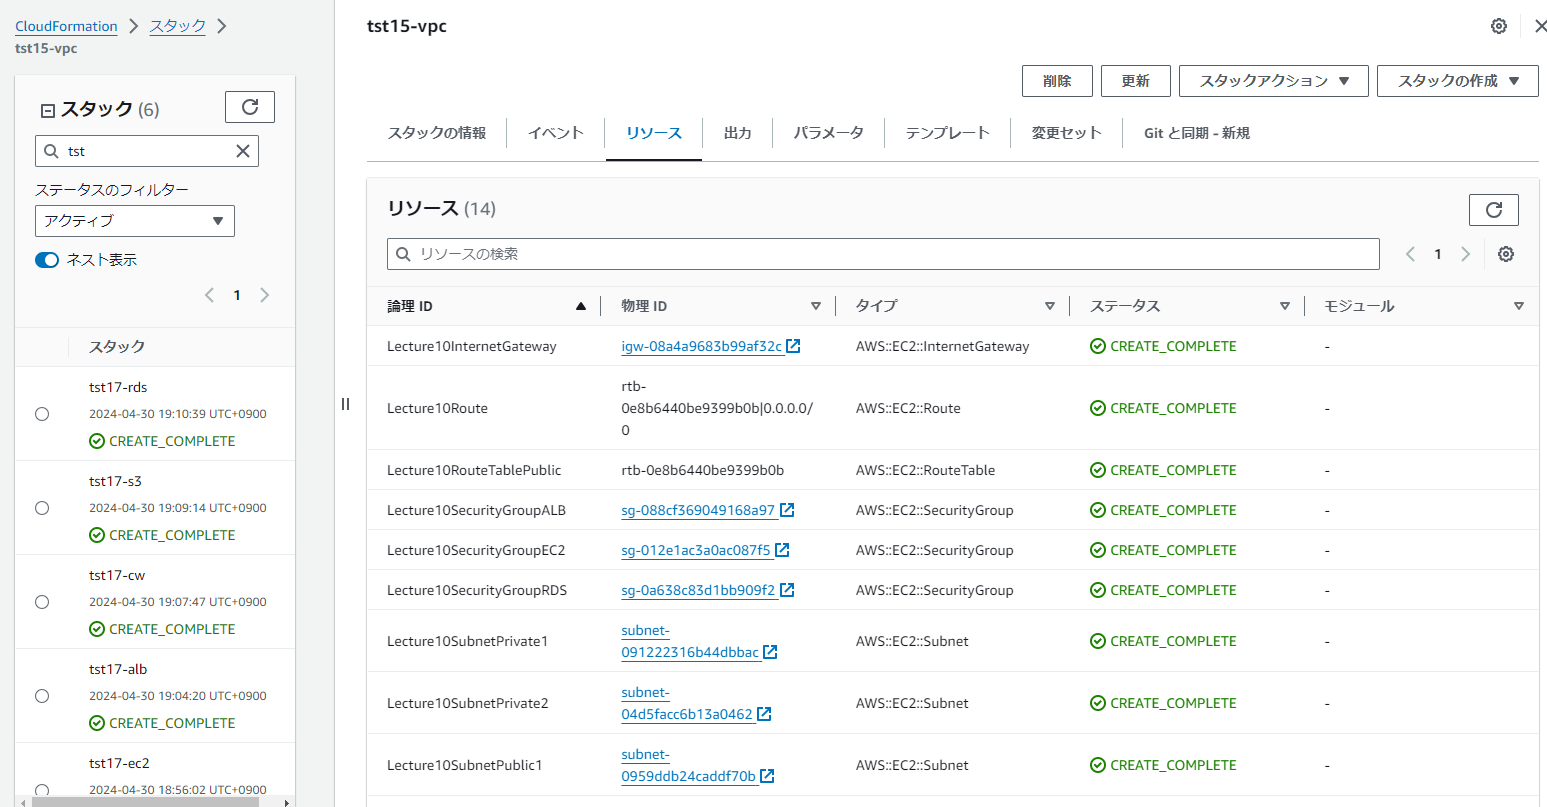 CloudFormation > スタック >
tst15-vpc
スタック (6)
tst
ステータスのフィルター
アクティブ
ネスト表示
1
スタック
tst17-rds
2024-04-30 19:10:39 UTC+0900
CREATE_COMPLETE
tst17-s3
2024-04-30 19:09:14 UTC+0900
CREATE_COMPLETE
tst17-cw
2024-04-30 19:07:47 UTC+0900
CREATE_COMPLETE
tst17-alb
2024-04-30 19:04:20 UTC+0900
CREATE_COMPLETE
tst17-ec2
2024-04-30 18:56:02 UTC+0900
tst15-vpc
削除 更新 スタックアクション スタックの作成
スタックの情報 イベント リソース 出力 パラメータ テンプレート 変更セット Git と同期 - 新規
リソース (14)
リソースの検索 1
論理 ID 物理 ID タイプ ステータス モジュール
Lecture10InternetGateway igw-08a4a9683b99af32c AWS::EC2::InternetGateway CREATE_COMPLETE -
rtb-
Lecture10Route 0e8b6440be9399b0b|0.0.0.0/ AWS::EC2::Route CREATE_COMPLETE -
0
Lecture10RouteTablePublic rtb-0e8b6440be9399b0b AWS::EC2::RouteTable CREATE_COMPLETE -
Lecture10SecurityGroupALB sg-088cf369049168a97 AWS::EC2::SecurityGroup CREATE_COMPLETE -
Lecture10SecurityGroupEC2 sg-012e1ac3a0ac087f5 AWS::EC2::SecurityGroup CREATE_COMPLETE -
Lecture10SecurityGroupRDS sg-0a638c83d1bb909f2 AWS::EC2::SecurityGroup CREATE_COMPLETE -
subnet-
Lecture10SubnetPrivate1 091222316b44dbbac AWS::EC2::Subnet CREATE_COMPLETE -
subnet-
Lecture10SubnetPrivate2 04d5facc6b13a0462 AWS::EC2::Subnet CREATE_COMPLETE -
subnet-
Lecture10SubnetPublic1 0959ddb24caddf70b AWS::EC2::Subnet CREATE_COMPLETE -